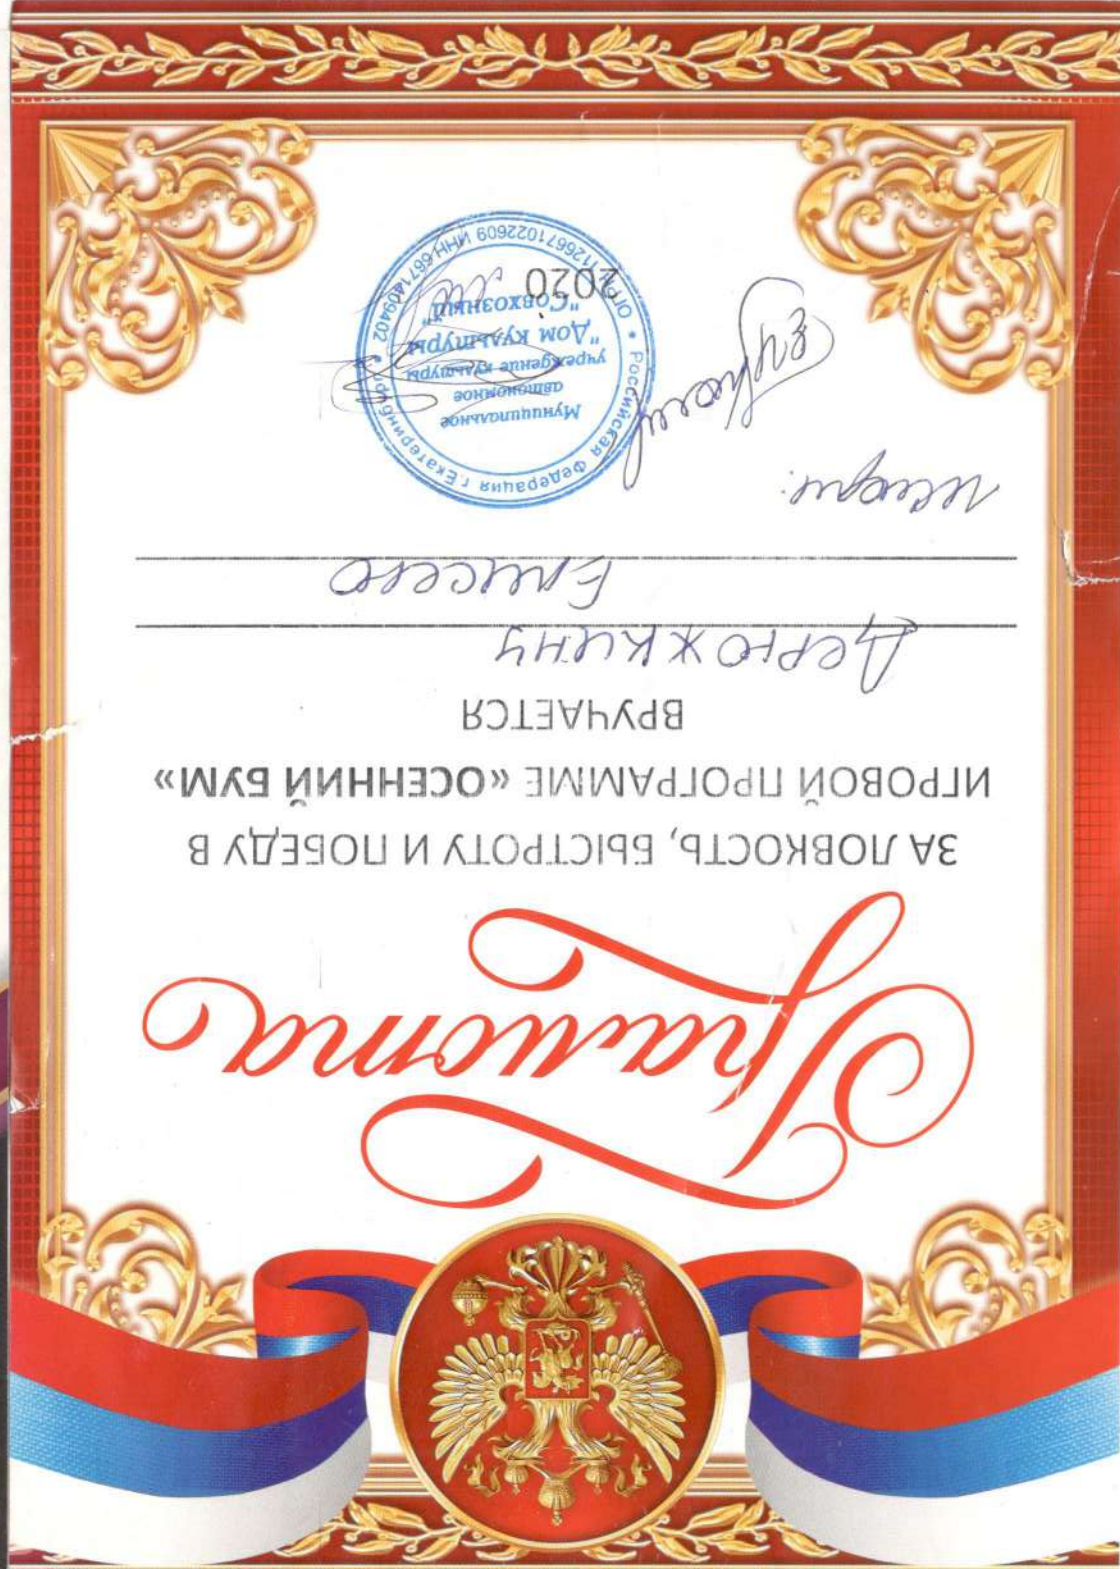 Грамота
ЗА ЛОВКОСТЬ, БЫСТРОТУ И ПОБЕДУ В
ИГРОВОЙ ПРОГРАММЕ «ОСЕННИЙ БУМ»
ВРУЧАЕТСЯ
Дерюжкину
Елисею
Российская Федерация г.Екатеринбург
Муниципальное
автономное
учреждение культуры
"Дом культуры
"Совхозный"
2020
ОГРН 1126671022609 ИНН 6671409402